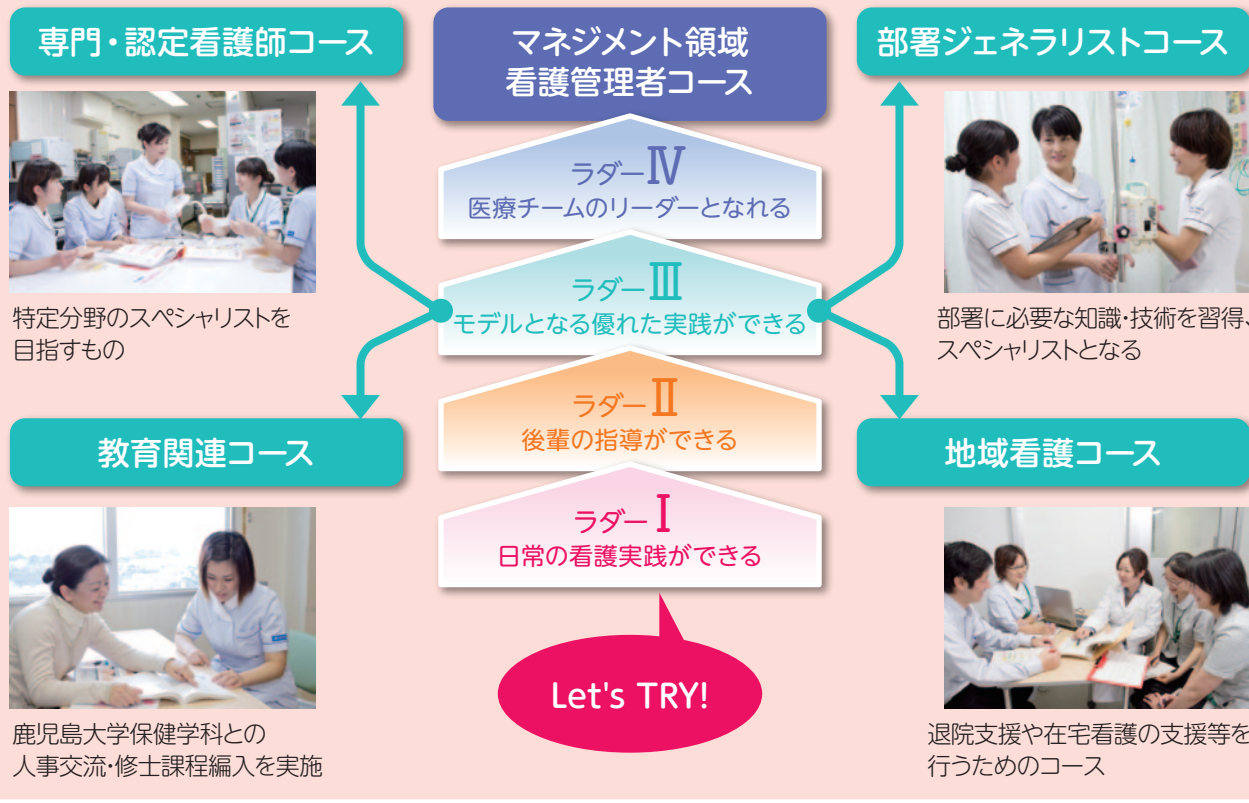 専門・認定看護師コース
特定分野のスペシャリストを
目指すもの
教育関連コース
鹿児島大学保健学科との
人事交流・修士課程編入を実施
マネジメント領域
看護管理者コース
ラダーⅣ
医療チームのリーダーとなれる
ラダーⅢ
モデルとなる優れた実践ができる
ラダーⅡ
後輩の指導ができる
ラダーⅠ
日常の看護実践ができる
Let's TRY!
部署ジェネラリストコース
部署に必要な知識・技術を習得、
スペシャリストとなる
地域看護コース
退院支援や在宅看護の支援等を
行うためのコース